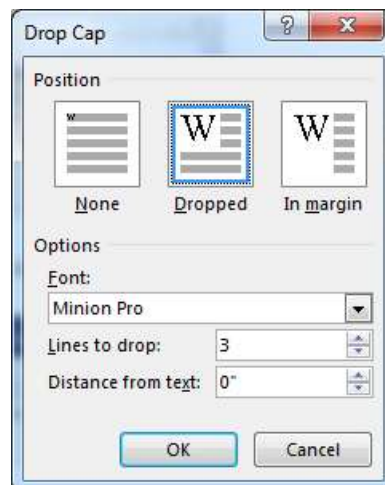 Drop Cap
?
Position
W W W
None Dropped In margin
Options
Font:
Minion Pro
Lines to drop: 3
Distance from text: 0"
OK Cancel